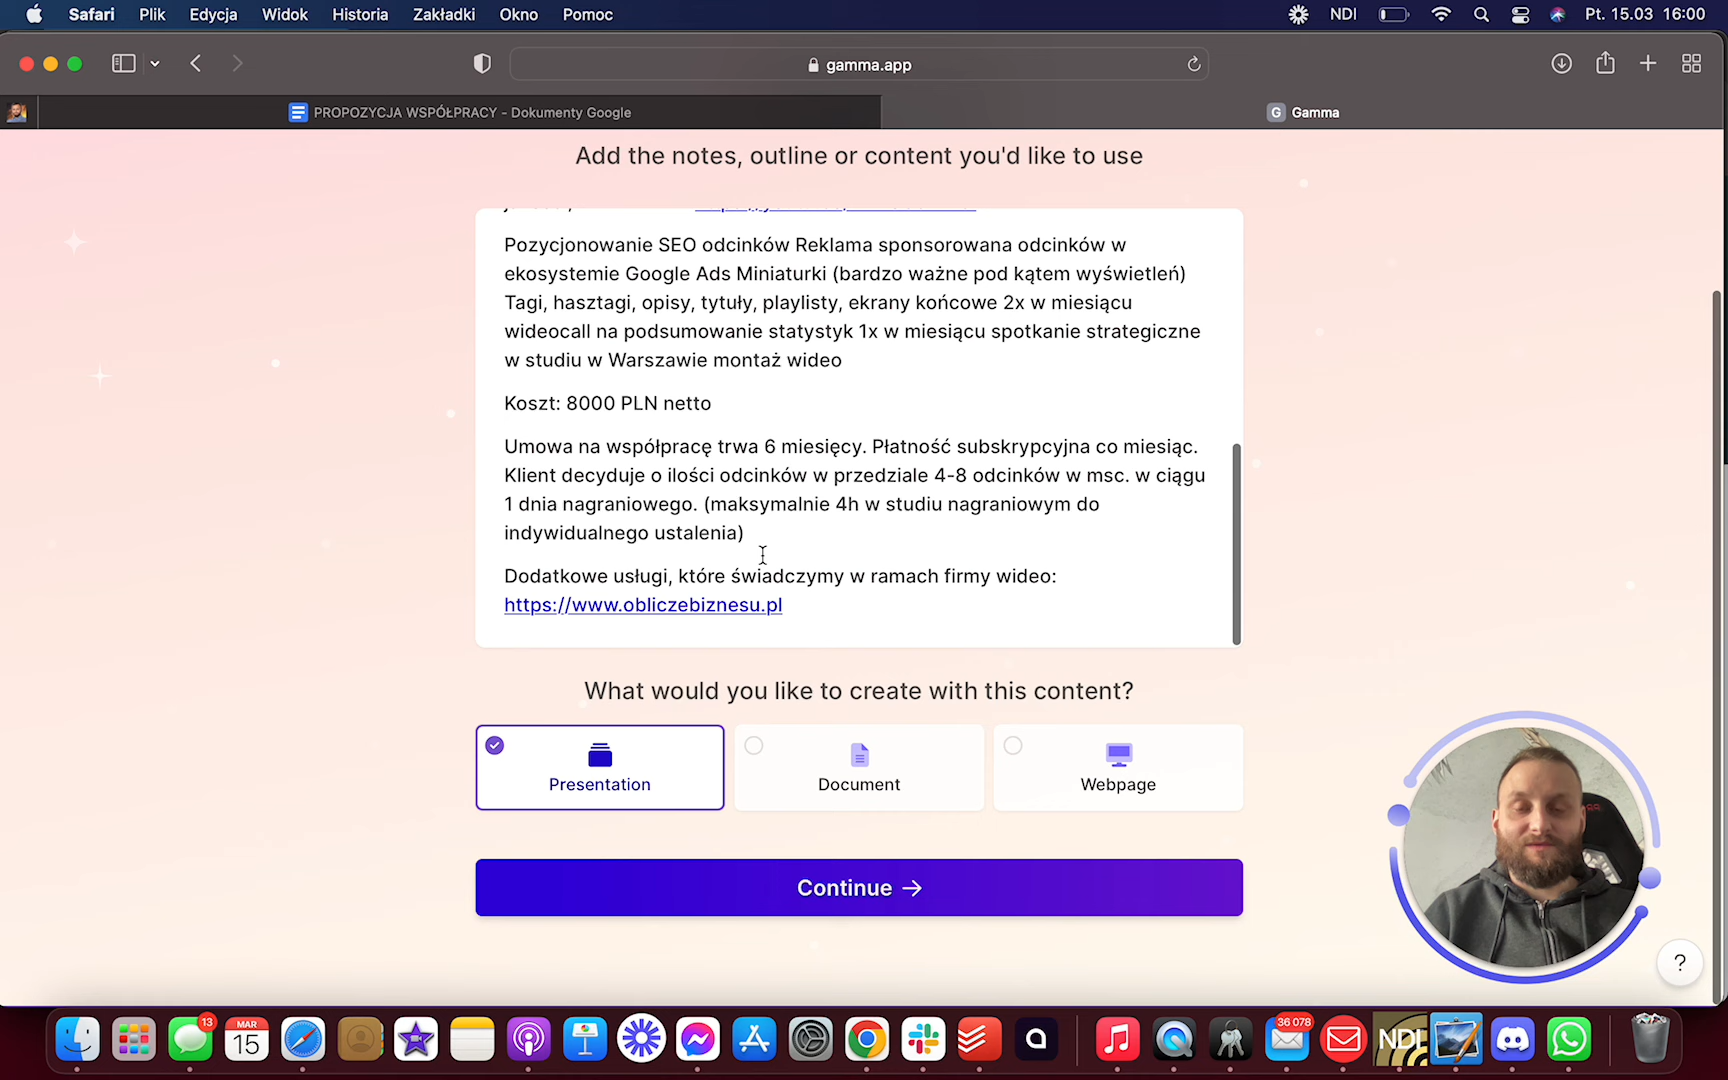 Safari Plik Edycja Widok Historia Zakładki Okno Pomoc NDI Pt. 15.03 16:00
gamma.app
PROPOZYCJA WSPÓŁPRACY - Dokumenty Google
G Gamma
Add the notes, outline or content you'd like to use
Pozycjonowanie SEO odcinków Reklama sponsorowana odcinków w
ekosystemie Google Ads Miniaturki (bardzo ważne pod kątem wyświetleń)
Tagi, hasztagi, opisy, tytuły, playlisty, ekrany końcowe 2x w miesiącu
wideocall na podsumowanie statystyk 1x w miesiącu spotkanie strategiczne
w studiu w Warszawie montaż wideo
Koszt: 8000 PLN netto
Umowa na współpracę trwa 6 miesięcy. Płatność subskrypcyjna co miesiąc.
Klient decyduje o ilości odcinków w przedziale 4-8 odcinków w msc. w ciągu
1 dnia nagraniowego. (maksymalnie 4h w studiu nagraniowym do
indywidualnego ustalenia)
Dodatkowe usługi, które świadczymy w ramach firmy wideo:
https://www.obliczebiznesu.pl
What would you like to create with this content?
Presentation
Document
Webpage
Continue →
?
13
MAR
15
36 078
NDI